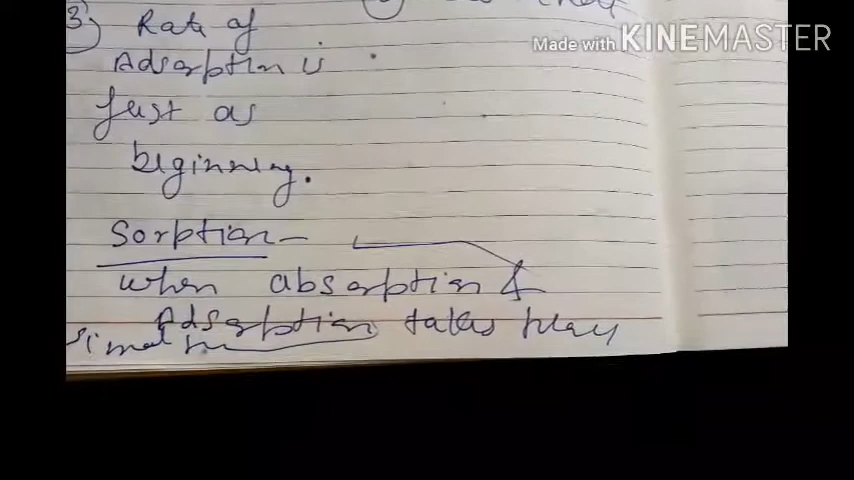 3) Rate of
Adsorption is
fast as
beginning.
Sorption -
when absorption &
Adsorption takes place
Made with KINEMASTER